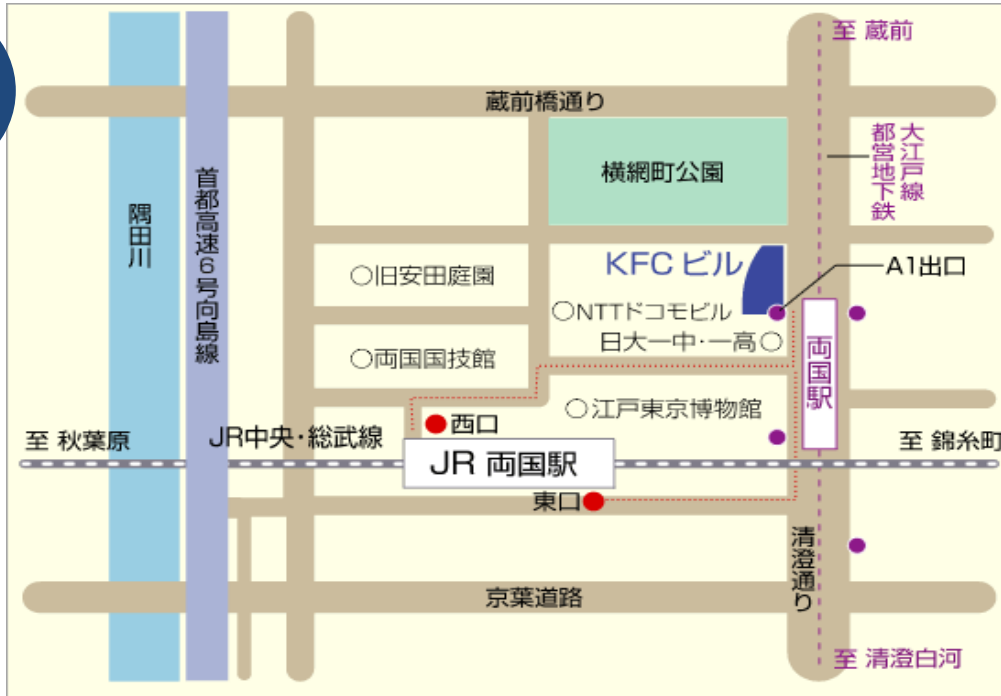 至 蔵前
蔵前橋通り
大江戸線
都営地下鉄
横網町公園
首都高速6号向島線
隅田川
KFC ビル
A1出口
○旧安田庭園
○NTTドコモビル
日大一中・一高○
両国駅
○両国国技館
○江戸東京博物館
西口
至 秋葉原
JR中央・総武線
JR 両国駅
至 錦糸町
東口
清澄通り
京葉道路
至 清澄白河